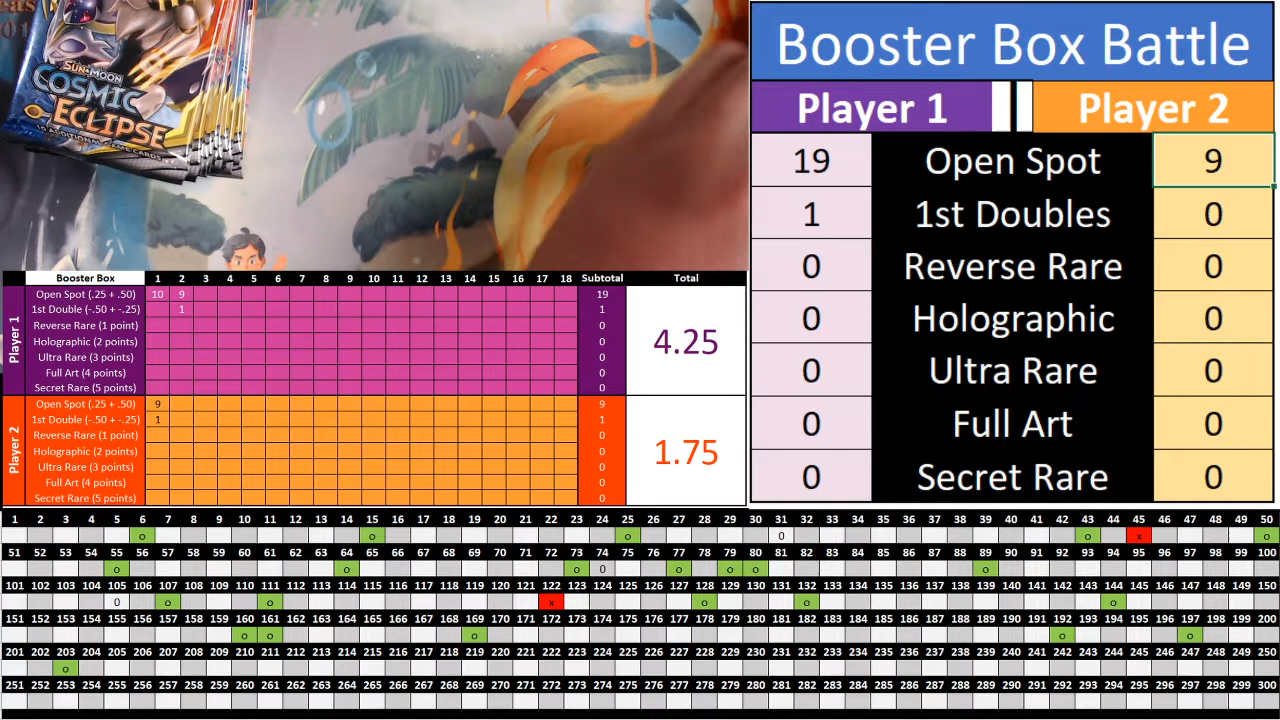 SUN & MOON
COSMIC
ECLIPSE
10 ADDITIONAL GAME CARDS
Booster Box Battle
Player 1 Player 2
19 Open Spot 9
1 1st Doubles 0
0 Reverse Rare 0
0 Holographic 0
0 Ultra Rare 0
0 Full Art 0
0 Secret Rare 0
Booster Box 1 2 3 4 5 6 7 8 9 10 11 12 13 14 15 16 17 18 Subtotal Total
Player 1
Open Spot (.25 + .50) 10 9 19
1st Double (-.50 + -.25) 1 1
Reverse Rare (1 point) 0
Holographic (2 points) 0
Ultra Rare (3 points) 0
Full Art (4 points) 0
Secret Rare (5 points) 0
4.25
Player 2
Open Spot (.25 + .50) 9 9
1st Double (-.50 + -.25) 1 1
Reverse Rare (1 point) 0
Holographic (2 points) 0
Ultra Rare (3 points) 0
Full Art (4 points) 0
Secret Rare (5 points) 0
1.75
1 2 3 4 5 6 7 8 9 10 11 12 13 14 15 16 17 18 19 20 21 22 23 24 25 26 27 28 29 30 31 32 33 34 35 36 37 38 39 40 41 42 43 44 45 46 47 48 49 50
o o o 0 o x o
51 52 53 54 55 56 57 58 59 60 61 62 63 64 65 66 67 68 69 70 71 72 73 74 75 76 77 78 79 80 81 82 83 84 85 86 87 88 89 90 91 92 93 94 95 96 97 98 99 100
o o o 0 o o o o
101 102 103 104 105 106 107 108 109 110 111 112 113 114 115 116 117 118 119 120 121 122 123 124 125 126 127 128 129 130 131 132 133 134 135 136 137 138 139 140 141 142 143 144 145 146 147 148 149 150
0 o o x o o o
151 152 153 154 155 156 157 158 159 160 161 162 163 164 165 166 167 168 169 170 171 172 173 174 175 176 177 178 179 180 181 182 183 184 185 186 187 188 189 190 191 192 193 194 195 196 197 198 199 200
o o o o o
201 202 203 204 205 206 207 208 209 210 211 212 213 214 215 216 217 218 219 220 221 222 223 224 225 226 227 228 229 230 231 232 233 234 235 236 237 238 239 240 241 242 243 244 245 246 247 248 249 250
o
251 252 253 254 255 256 257 258 259 260 261 262 263 264 265 266 267 268 269 270 271 272 273 274 275 276 277 278 279 280 281 282 283 284 285 286 287 288 289 290 291 292 293 294 295 296 297 298 299 300